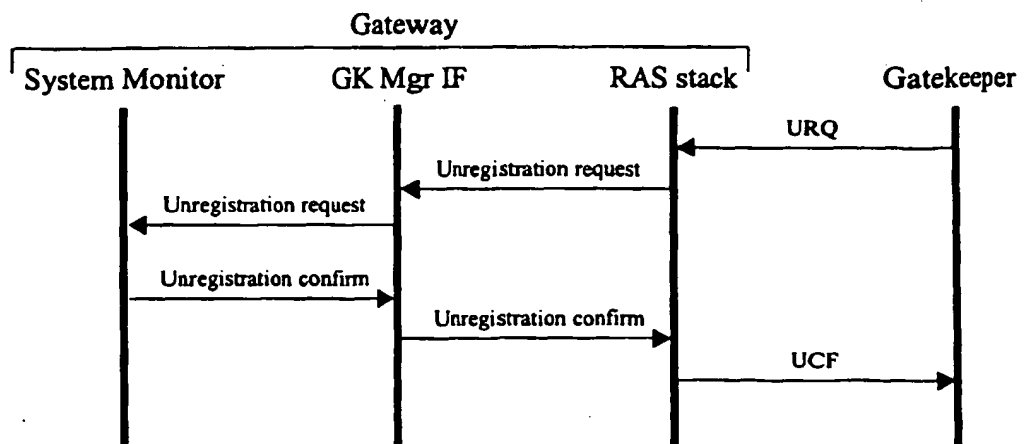 Gateway
System Monitor
GK Mgr IF
RAS stack
Gatekeeper
URQ
Unregistration request
Unregistration request
Unregistration confirm
Unregistration confirm
UCF